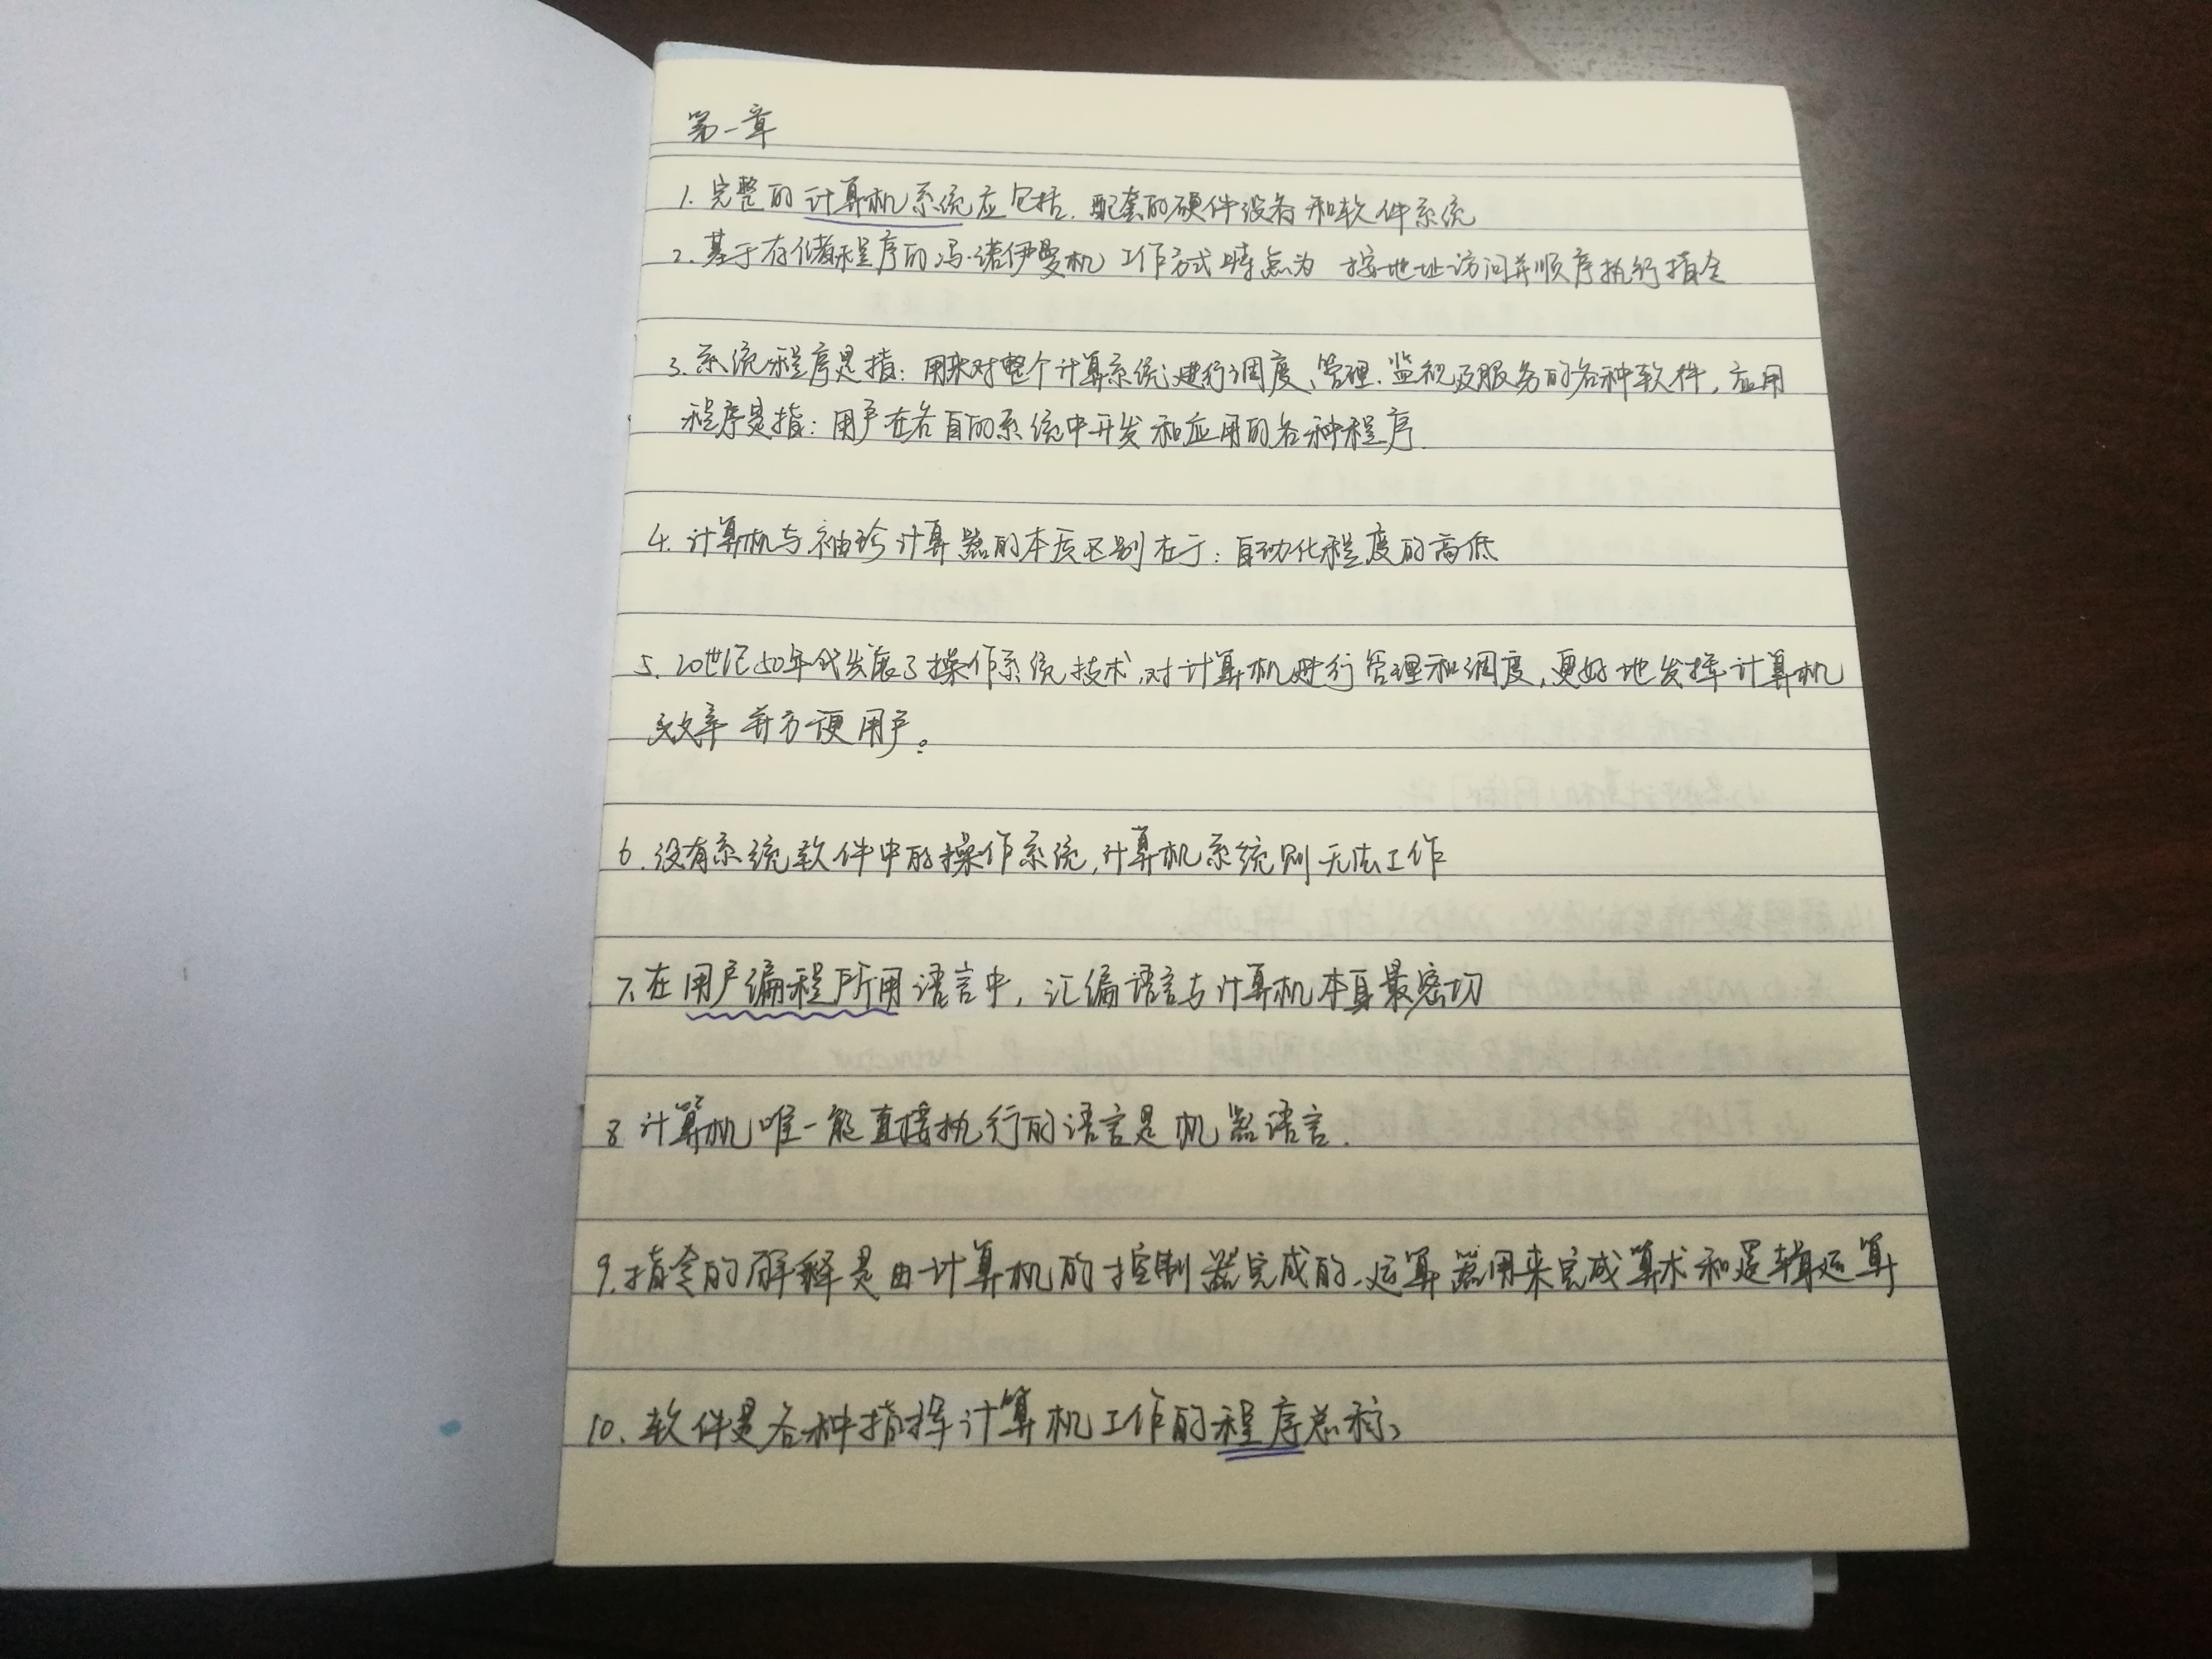 第一章
1. 完整的计算机系统应包括. 配套的硬件设备和软件系统
2. 基于存储程序的冯·诺伊曼机 工作方式特点为 按地址访问并顺序执行指令
3. 系统程序是指: 用来对整个计算系统进行调度、管理、监视及服务的各种软件, 应用
程序是指: 用户在各自的系统中开发和应用的各种程序.
4. 计算机与袖珍计算器的本质区别在于: 自动化程度的高低
5. 20世纪50年代发展了操作系统技术,对计算机进行管理和调度,更好地发挥计算机
效率并方便用户。
6. 没有系统软件中的操作系统,计算机系统则无法工作
7. 在用户编程所用语言中, 汇编语言与计算机本身最密切
8 计算机唯一能直接执行的语言是机器语言.
9. 指令的解释是由计算机的控制器完成的、运算器用来完成算术和逻辑运算
10. 软件是各种指挥计算机工作的程序总称、